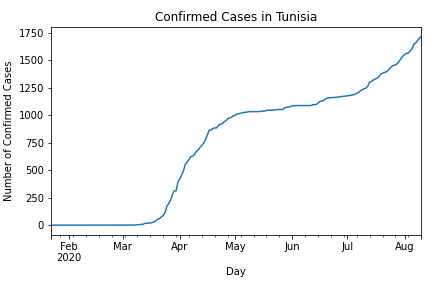 Confirmed Cases in Tunisia
Number of Confirmed Cases
1750
1500
1250
1000
750
500
250
0
Feb Mar Apr May Jun Jul Aug
2020
Day